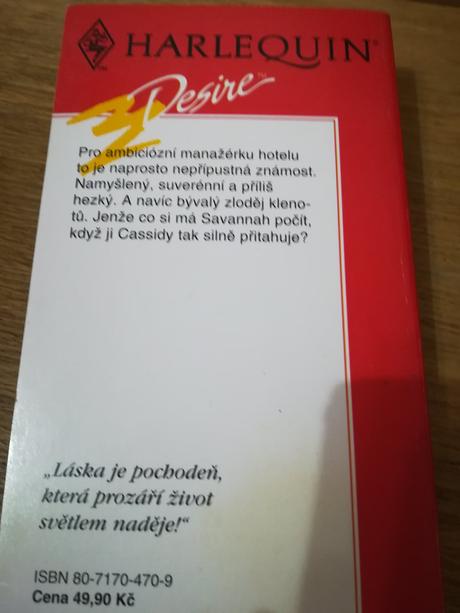 HARLEQUIN®
Desire™
Pro ambiciózní manažérku hotelu
to je naprosto nepřípustná známost.
Namyšlený, suverénní a příliš
hezký. A navíc bývalý zloděj kleno-
tů. Jenže co si má Savannah počít,
když ji Cassidy tak silně přitahuje?
„Láska je pochodeň,
která prozáří život
světlem naděje!“
ISBN 80-7170-470-9
Cena 49,90 Kč